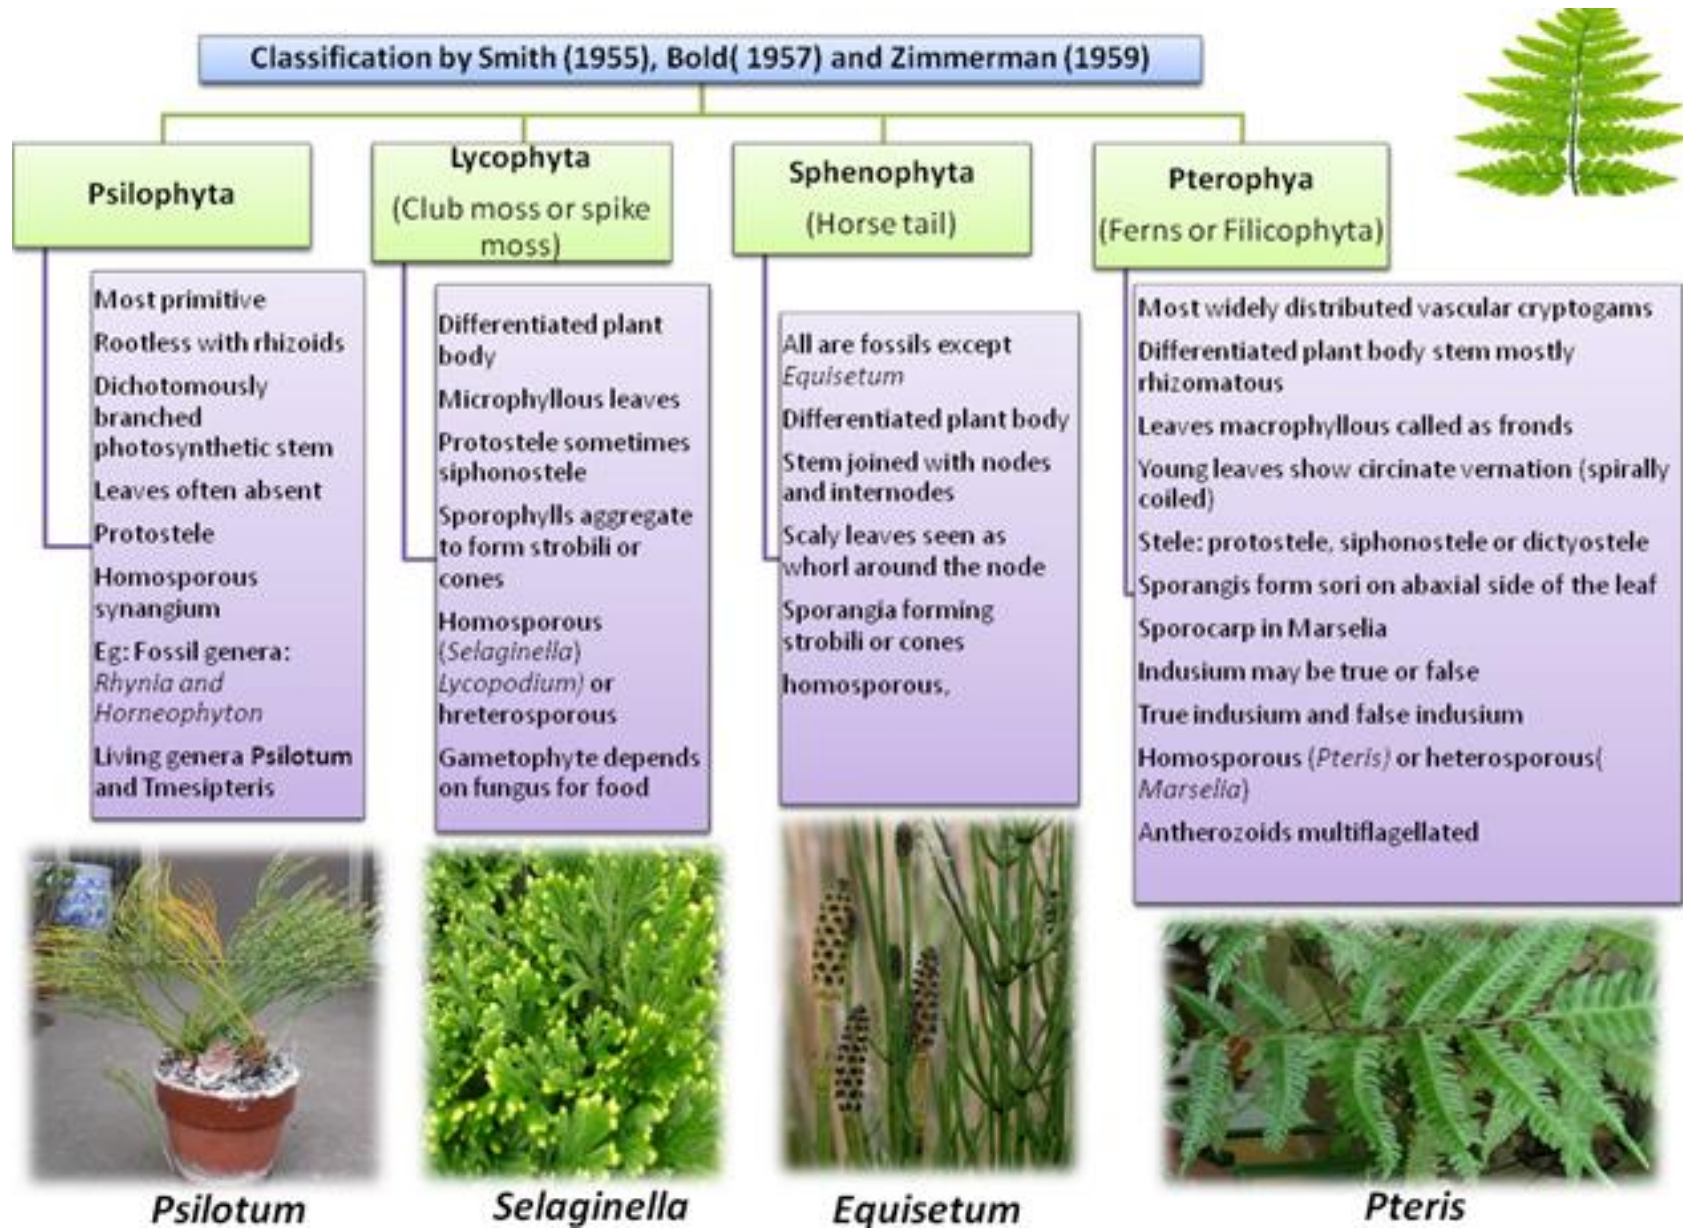 Classification by Smith (1955), Bold( 1957) and Zimmerman (1959)
Psilophyta
Most primitive
Rootless with rhizoids
Dichotomously
branched
photosynthetic stem
Leaves often absent
Protostele
Homosporous
synangium
Eg: Fossil genera:
Rhynia and
Horneophyton
Living genera Psilotum
and Tmesipteris
Psilotum
Lycophyta
(Club moss or spike
moss)
Differentiated plant
body
Microphyllous leaves
Protostele sometimes
siphonostele
Sporophylls aggregate
to form strobili or
cones
Homosporous
(Selaginella)
Lycopodium) or
hreterosporous
Gametophyte depends
on fungus for food
Selaginella
Sphenophyta
(Horse tail)
All are fossils except
Equisetum
Differentiated plant body
Stem joined with nodes
and internodes
Scaly leaves seen as
whorl around the node
Sporangia forming
strobili or cones
homosporous,
Equisetum
Pterophya
(Ferns or Filicophyta)
Most widely distributed vascular cryptogams
Differentiated plant body stem mostly
rhizomatous
Leaves macrophyllous called as fronds
Young leaves show circinate vernation (spirally
coiled)
Stele: protostele, siphonostele or dictyostele
Sporangis form sori on abaxial side of the leaf
Sporocarp in Marselia
Indusium may be true or false
True indusium and false indusium
Homosporous (Pteris) or heterosporous(
Marselia)
Antherozoids multiflagellated
Pteris